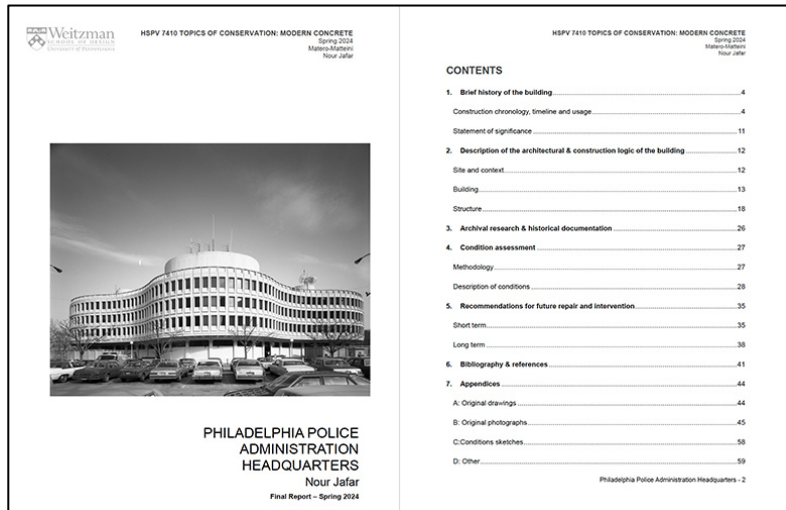 Weitzman
SCHOOL OF DESIGN
UNIVERSITY OF PENNSYLVANIA
HSPV 7410 TOPICS OF CONSERVATION: MODERN CONCRETE
Spring 2024
Matero-Matteini
Nour Jafar
PHILADELPHIA POLICE
ADMINISTRATION
HEADQUARTERS
Nour Jafar
Final Report – Spring 2024
HSPV 7410 TOPICS OF CONSERVATION: MODERN CONCRETE
Spring 2024
Matero-Matteini
Nour Jafar
CONTENTS
1. Brief history of the building 4
Construction chronology, timeline and usage 4
Statement of significance 11
2. Description of the architectural & construction logic of the building 12
Site and context 12
Building 13
Structure 18
3. Archival research & historical documentation 26
4. Condition assessment 27
Methodology 27
Description of conditions 28
5. Recommendations for future repair and intervention 35
Short term 35
Long term 38
6. Bibliography & references 41
7. Appendices 44
A: Original drawings 44
B: Original photographs 45
C:Conditions sketches 58
D: Other 59
Philadelphia Police Administration Headquarters - 2